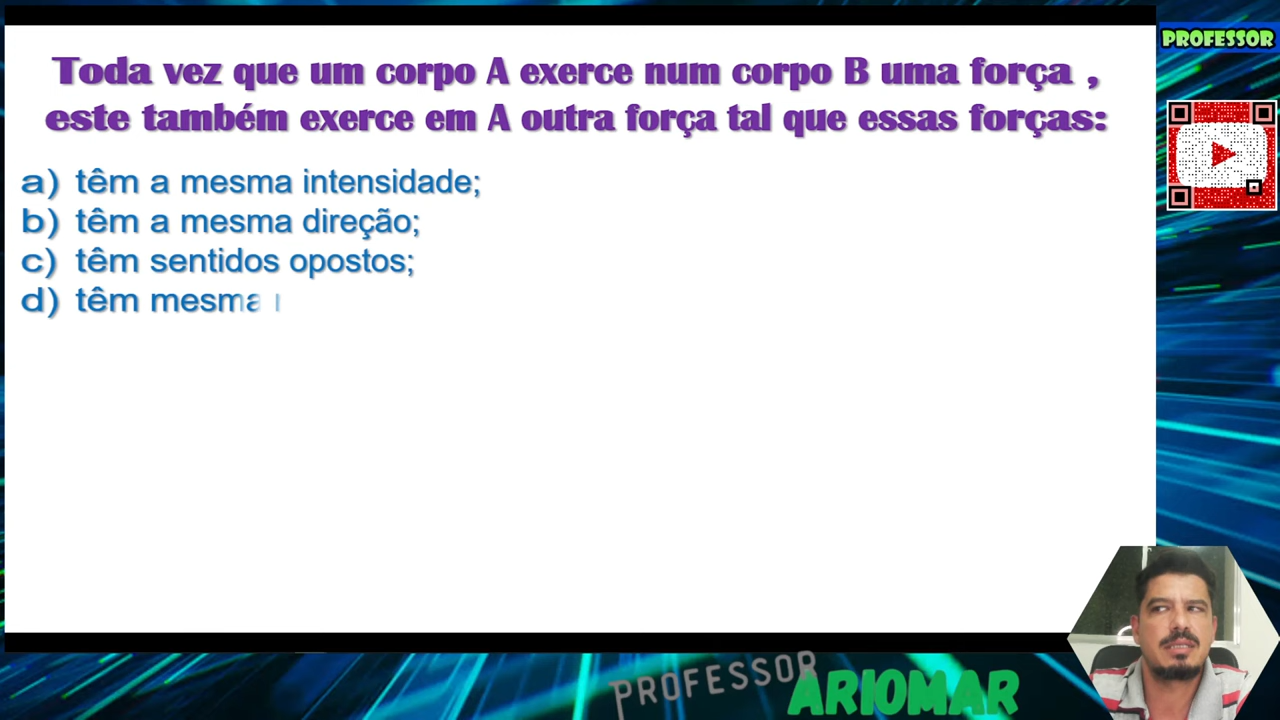 Toda vez que um corpo A exerce num corpo B uma força ,
este também exerce em A outra força tal que essas forças:
a) têm a mesma intensidade;
b) têm a mesma direção;
c) têm sentidos opostos;
d) têm mesma
PROFESSOR
PROFESSOR
ARIOMAR